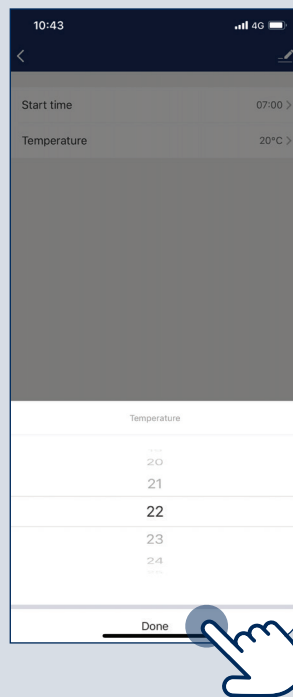 10:43 4G
Start time 07:00 >
Temperature 20°C >
Temperature
20
21
22
23
24
Done